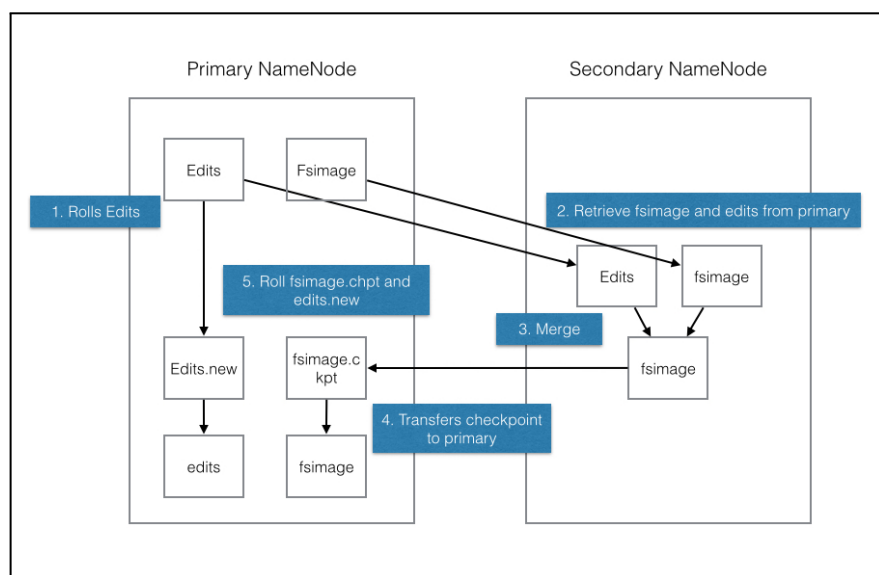 Primary NameNode
Secondary NameNode
Edits
Fsimage
1. Rolls Edits
2. Retrieve fsimage and edits from primary
Edits
fsimage
5. Roll fsimage.chpt and
edits.new
3. Merge
Edits.new
fsimage.c
kpt
fsimage
4. Transfers checkpoint
to primary
edits
fsimage